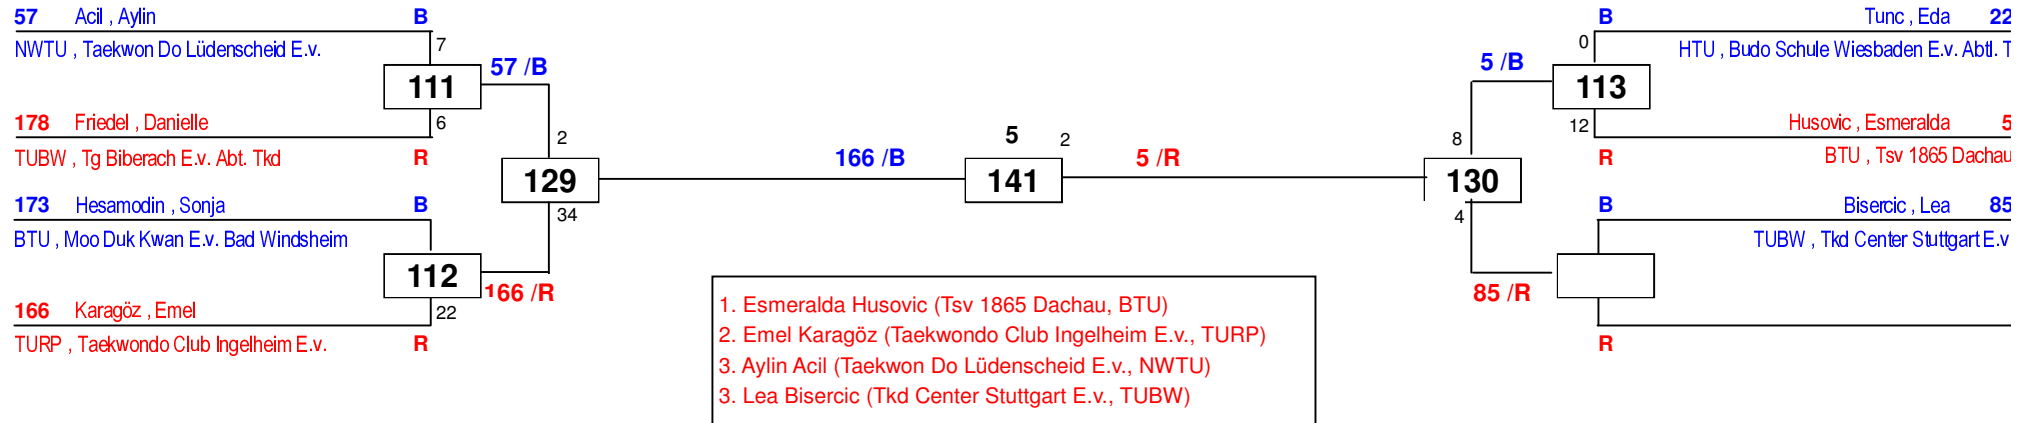 57 Acil , Aylin B
NWTU , Taekwon Do Lüdenscheid E.v.
7
111
57 /B
178 Friedel , Danielle
6
TUBW , Tg Biberach E.v. Abt. Tkd R
173 Hesamodin , Sonja B
BTU , Moo Duk Kwan E.v. Bad Windsheim
112
166 /R
166 Karagöz , Emel
22
TURP , Taekwondo Club Ingelheim E.v. R
2
129
34
166 /B
5 2
141
5 /R
8
130
4
5 /B
85 /R
B Tunc , Eda 22
0
HTU , Budo Schule Wiesbaden E.v. Abtl. T
113
12
Husovic , Esmeralda 5
R BTU , Tsv 1865 Dachau
B Bisercic , Lea 85
TUBW , Tkd Center Stuttgart E.v
R
1. Esmeralda Husovic (Tsv 1865 Dachau, BTU)
2. Emel Karagöz (Taekwondo Club Ingelheim E.v., TURP)
3. Aylin Acil (Taekwon Do Lüdenscheid E.v., NWTU)
3. Lea Bisercic (Tkd Center Stuttgart E.v., TUBW)